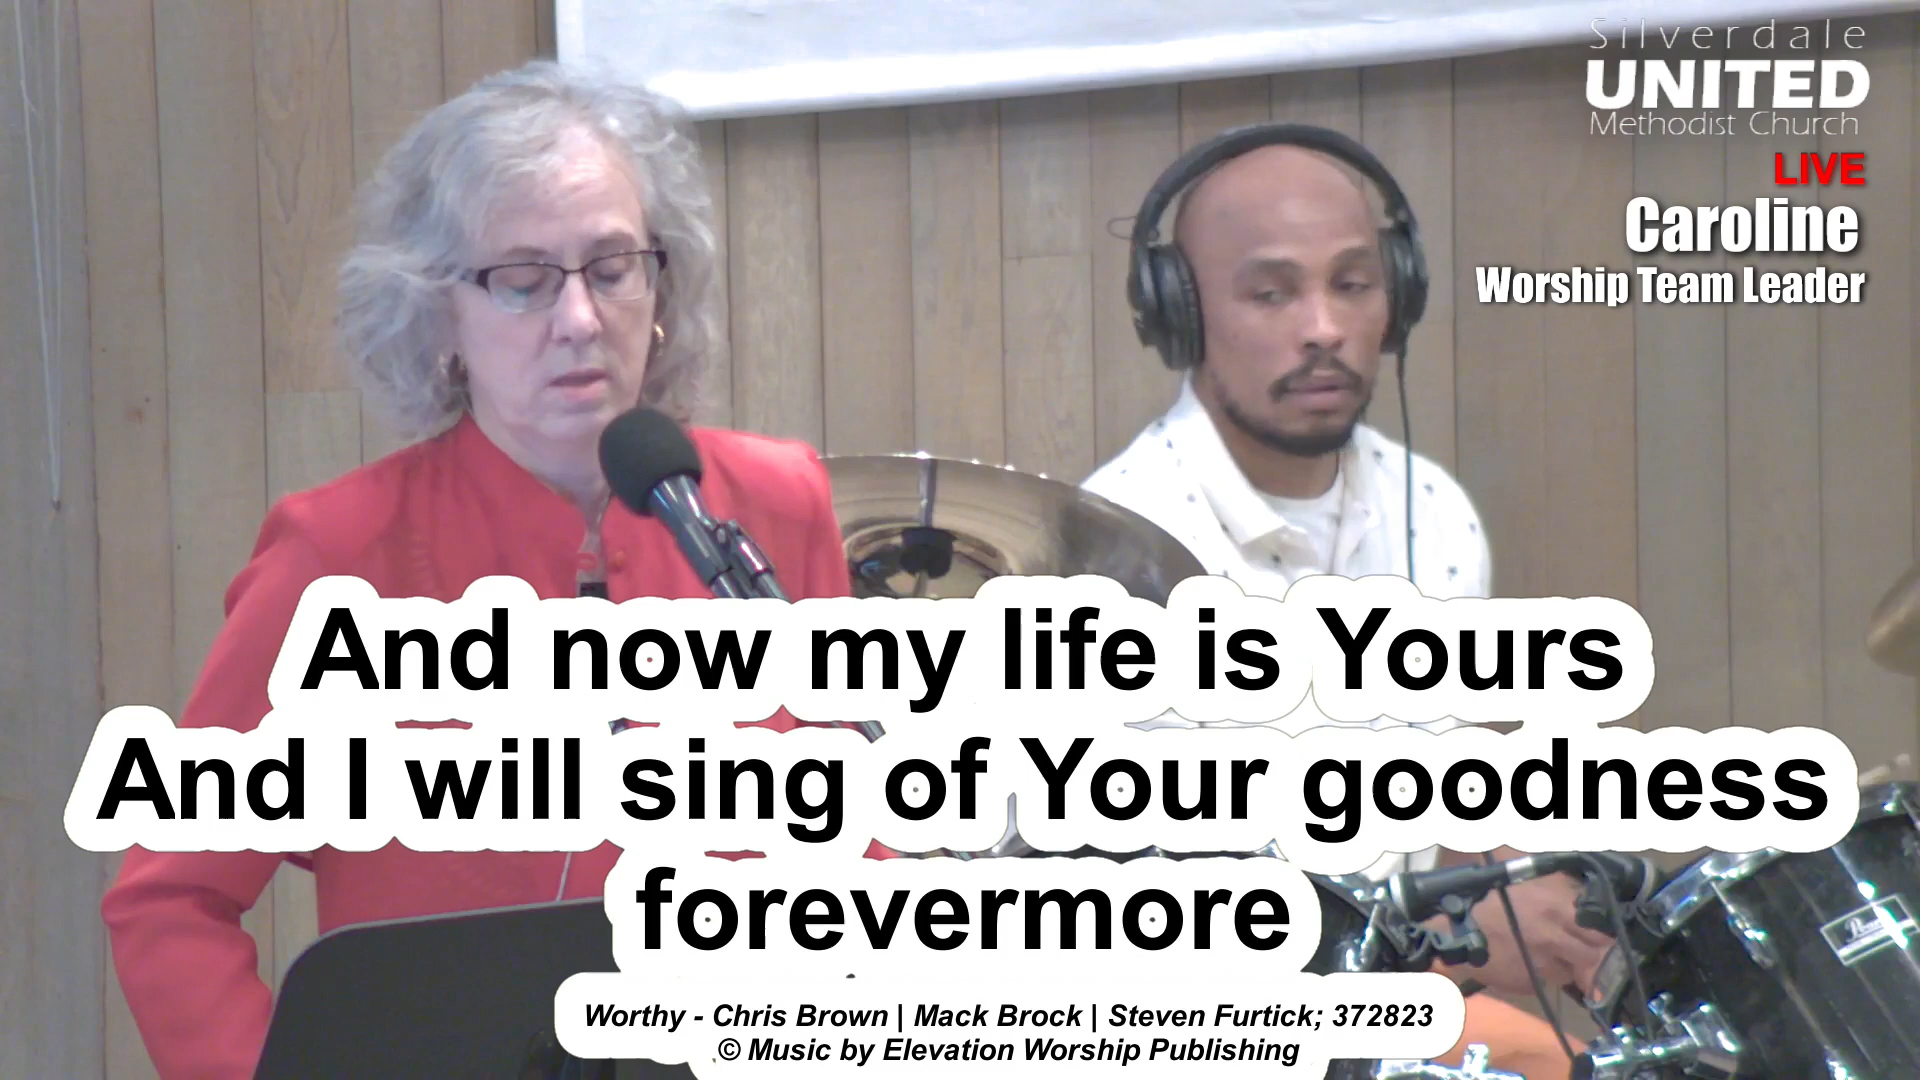 Silverdale
UNITED
Methodist Church
LIVE
Caroline
Worship Team Leader
And now my life is Yours
And I will sing of Your goodness
forevermore
Worthy - Chris Brown | Mack Brock | Steven Furtick; 372823
© Music by Elevation Worship Publishing